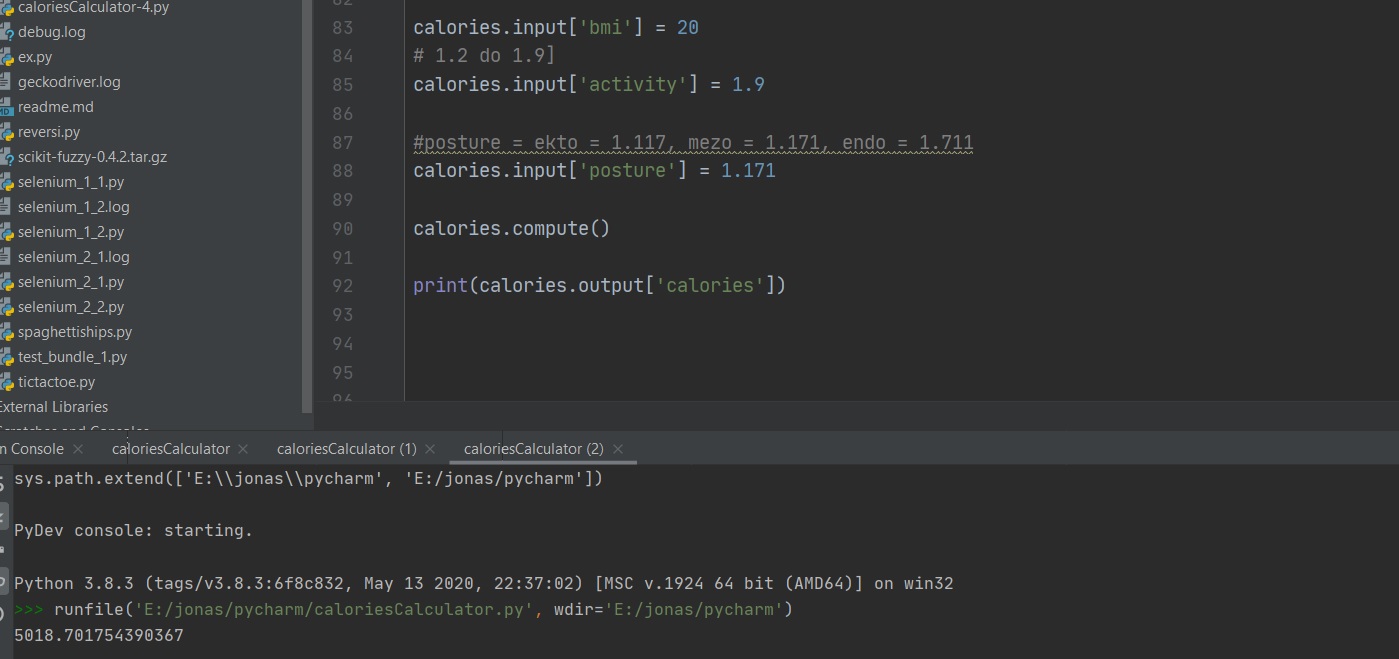 caloriesCalculator-4.py
debug.log
ex.py
geckodriver.log
readme.md
reversi.py
scikit-fuzzy-0.4.2.tar.gz
selenium_1_1.py
selenium_1_2.log
selenium_1_2.py
selenium_2_1.log
selenium_2_1.py
selenium_2_2.py
spaghettiships.py
test_bundle_1.py
tictactoe.py
External Libraries
Scratches and Consoles
82
83 calories.input['bmi'] = 20
84 # 1.2 do 1.9]
85 calories.input['activity'] = 1.9
86
87 #posture = ekto = 1.117, mezo = 1.171, endo = 1.711
88 calories.input['posture'] = 1.171
89
90 calories.compute()
91
92 print(calories.output['calories'])
93
94
95
96
n Console × caloriesCalculator × caloriesCalculator (1) × caloriesCalculator (2) ×
sys.path.extend(['E:\\jonas\\pycharm', 'E:/jonas/pycharm'])
PyDev console: starting.
Python 3.8.3 (tags/v3.8.3:6f8c832, May 13 2020, 22:37:02) [MSC v.1924 64 bit (AMD64)] on win32
>>> runfile('E:/jonas/pycharm/caloriesCalculator.py', wdir='E:/jonas/pycharm')
5018.701754390367